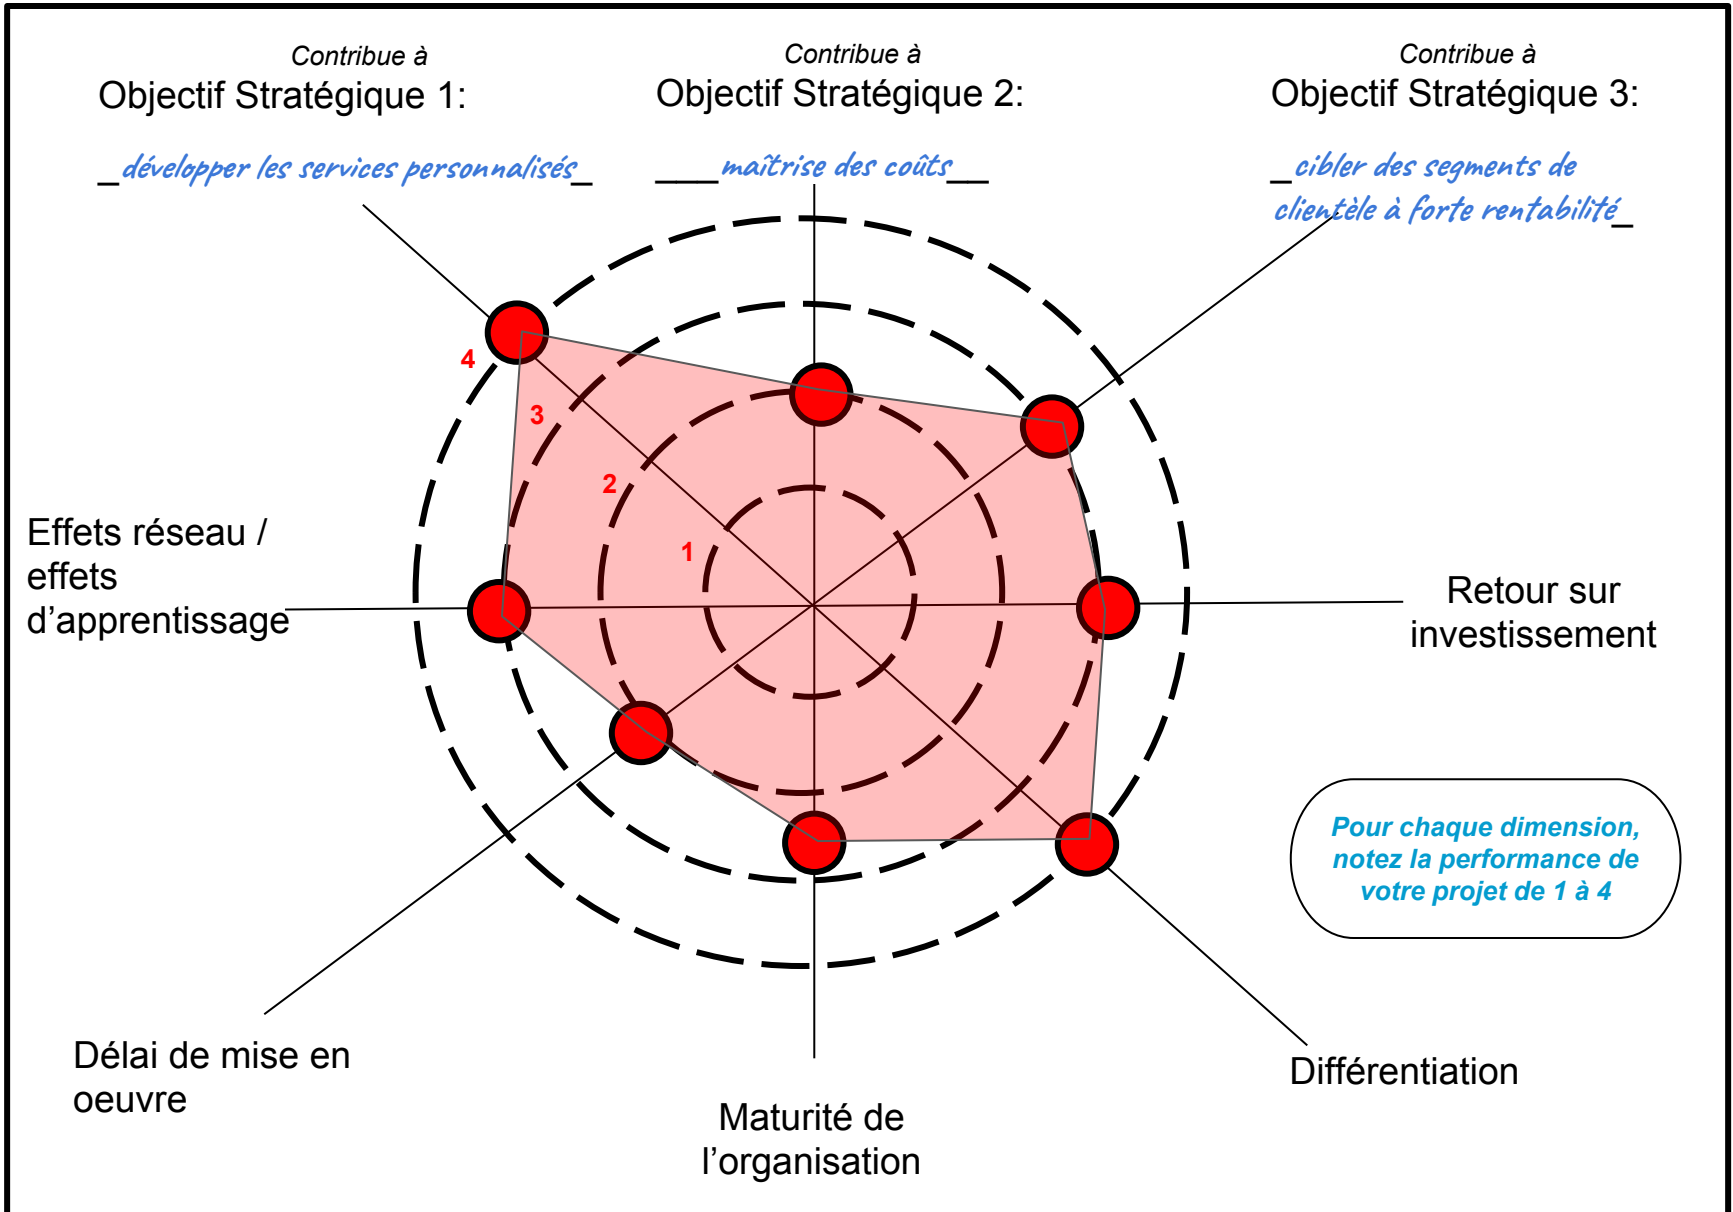 Contribue à
Objectif Stratégique 1:
_développer les services personnalisés_
Contribue à
Objectif Stratégique 2:
___maîtrise des coûts__
Contribue à
Objectif Stratégique 3:
_cibler des segments de
clientèle à forte rentabilité_
4
3
2
1
Effets réseau /
effets
d’apprentissage
Retour sur
investissement
Pour chaque dimension,
notez la performance de
votre projet de 1 à 4
Délai de mise en
oeuvre
Maturité de
l’organisation
Différentiation